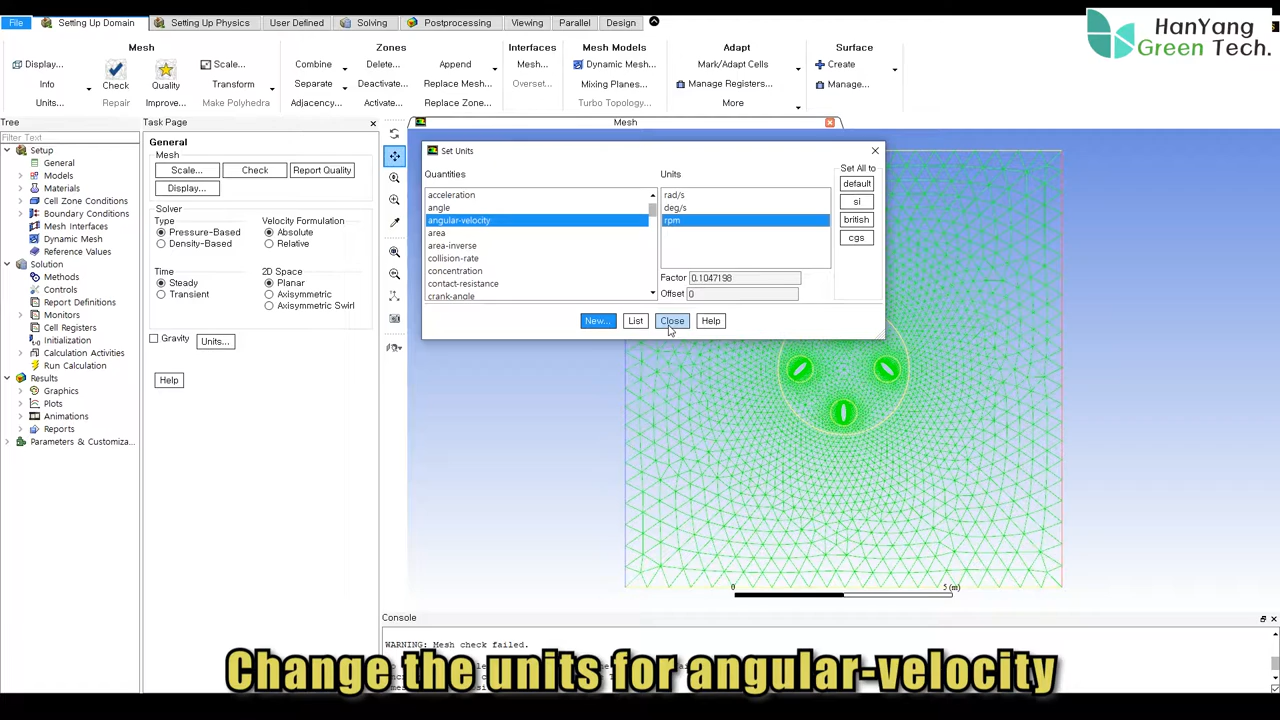 File
Setting Up Domain
Setting Up Physics
User Defined
Solving
Postprocessing
Viewing
Parallel
Design
HanYang
Green Tech.
Mesh
Display...
Info
Units...
Check
Repair
Quality
Improve...
Scale...
Transform
Make Polyhedra
Zones
Combine
Separate
Adjacency...
Delete...
Deactivate...
Activate...
Append
Replace Mesh...
Replace Zone...
Interfaces
Mesh...
Overset...
Mesh Models
Dynamic Mesh...
Mixing Planes...
Turbo Topology...
Adapt
Mark/Adapt Cells
Manage Registers...
More
Surface
Create
Manage...
Tree
Filter Text
Setup
General
Models
Materials
Cell Zone Conditions
Boundary Conditions
Mesh Interfaces
Dynamic Mesh
Reference Values
Solution
Methods
Controls
Report Definitions
Monitors
Cell Registers
Initialization
Calculation Activities
Run Calculation
Results
Graphics
Plots
Animations
Reports
Parameters & Customiza...
Task Page
General
Mesh
Scale...
Check
Report Quality
Display...
Solver
Type
Pressure-Based
Density-Based
Velocity Formulation
Absolute
Relative
Time
Steady
Transient
2D Space
Planar
Axisymmetric
Axisymmetric Swirl
Gravity
Units...
Help
Mesh
Set Units
Quantities
acceleration
angle
angular-velocity
area
area-inverse
collision-rate
concentration
contact-resistance
crank-angle
Units
rad/s
deg/s
rpm
Factor 0.1047198
Offset 0
Set All to
default
si
british
cgs
New...
List
Close
Help
0
5 (m)
Console
WARNING: Mesh check failed.
Change the units for angular-velocity